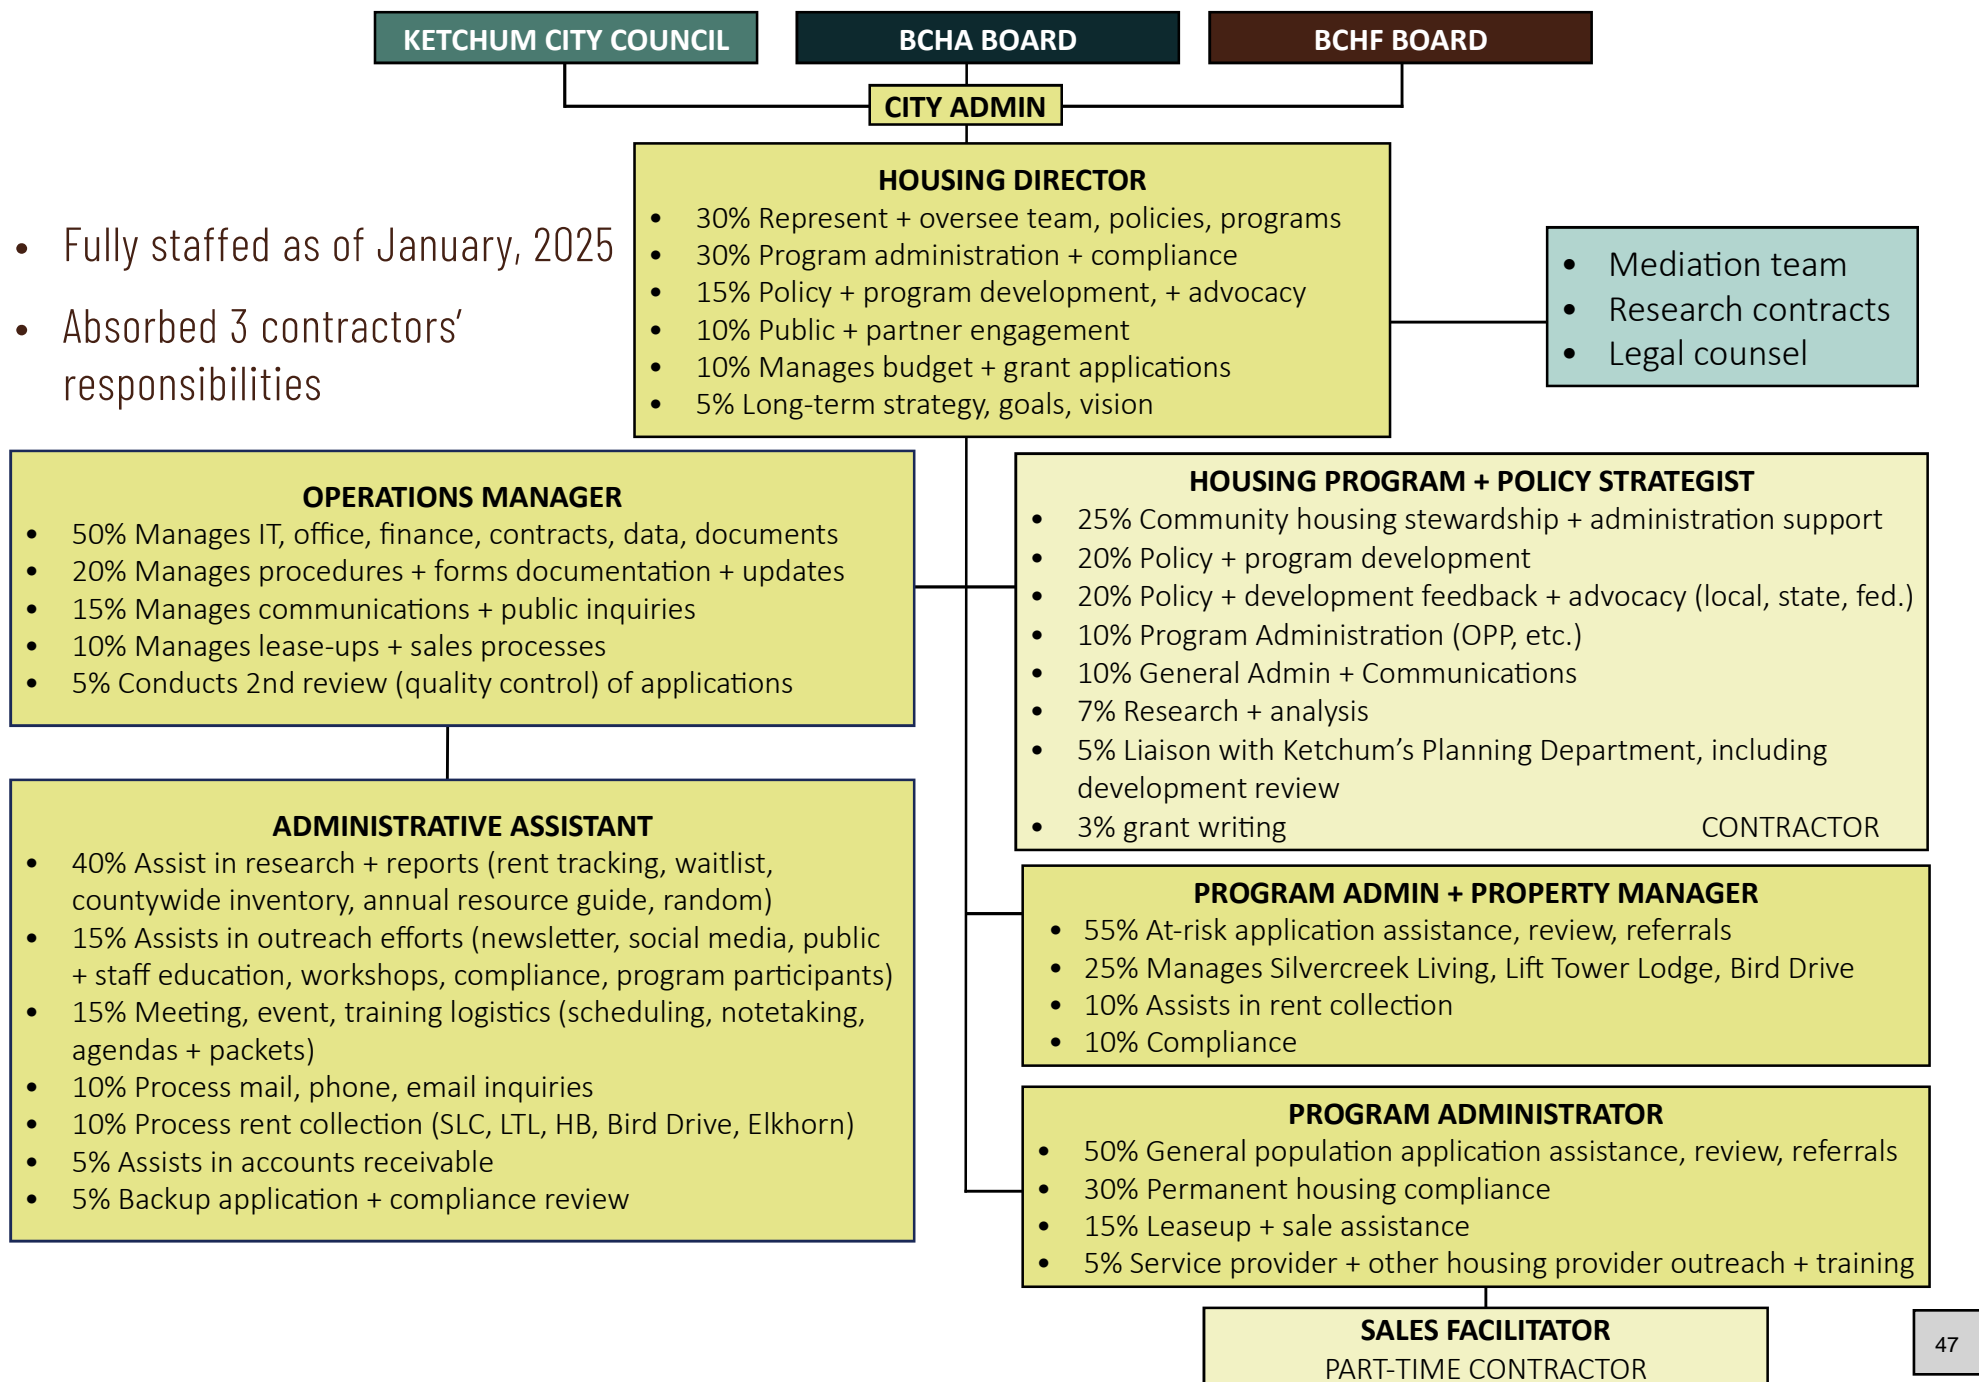 KETCHUM CITY COUNCIL
BCHA BOARD
BCHF BOARD
CITY ADMIN
HOUSING DIRECTOR
• 30% Represent + oversee team, policies, programs
• 30% Program administration + compliance
• 15% Policy + program development, + advocacy
• 10% Public + partner engagement
• 10% Manages budget + grant applications
• 5% Long-term strategy, goals, vision
• Fully staffed as of January, 2025
• Absorbed 3 contractors’
responsibilities
• Mediation team
• Research contracts
• Legal counsel
OPERATIONS MANAGER
• 50% Manages IT, office, finance, contracts, data, documents
• 20% Manages procedures + forms documentation + updates
• 15% Manages communications + public inquiries
• 10% Manages lease-ups + sales processes
• 5% Conducts 2nd review (quality control) of applications
ADMINISTRATIVE ASSISTANT
• 40% Assist in research + reports (rent tracking, waitlist,
countywide inventory, annual resource guide, random)
• 15% Assists in outreach efforts (newsletter, social media, public
+ staff education, workshops, compliance, program participants)
• 15% Meeting, event, training logistics (scheduling, notetaking,
agendas + packets)
• 10% Process mail, phone, email inquiries
• 10% Process rent collection (SLC, LTL, HB, Bird Drive, Elkhorn)
• 5% Assists in accounts receivable
• 5% Backup application + compliance review
HOUSING PROGRAM + POLICY STRATEGIST
• 25% Community housing stewardship + administration support
• 20% Policy + program development
• 20% Policy + development feedback + advocacy (local, state, fed.)
• 10% Program Administration (OPP, etc.)
• 10% General Admin + Communications
• 7% Research + analysis
• 5% Liaison with Ketchum’s Planning Department, including
development review
• 3% grant writing CONTRACTOR
PROGRAM ADMIN + PROPERTY MANAGER
• 55% At-risk application assistance, review, referrals
• 25% Manages Silvercreek Living, Lift Tower Lodge, Bird Drive
• 10% Assists in rent collection
• 10% Compliance
PROGRAM ADMINISTRATOR
• 50% General population application assistance, review, referrals
• 30% Permanent housing compliance
• 15% Leaseup + sale assistance
• 5% Service provider + other housing provider outreach + training
SALES FACILITATOR
PART-TIME CONTRACTOR
47